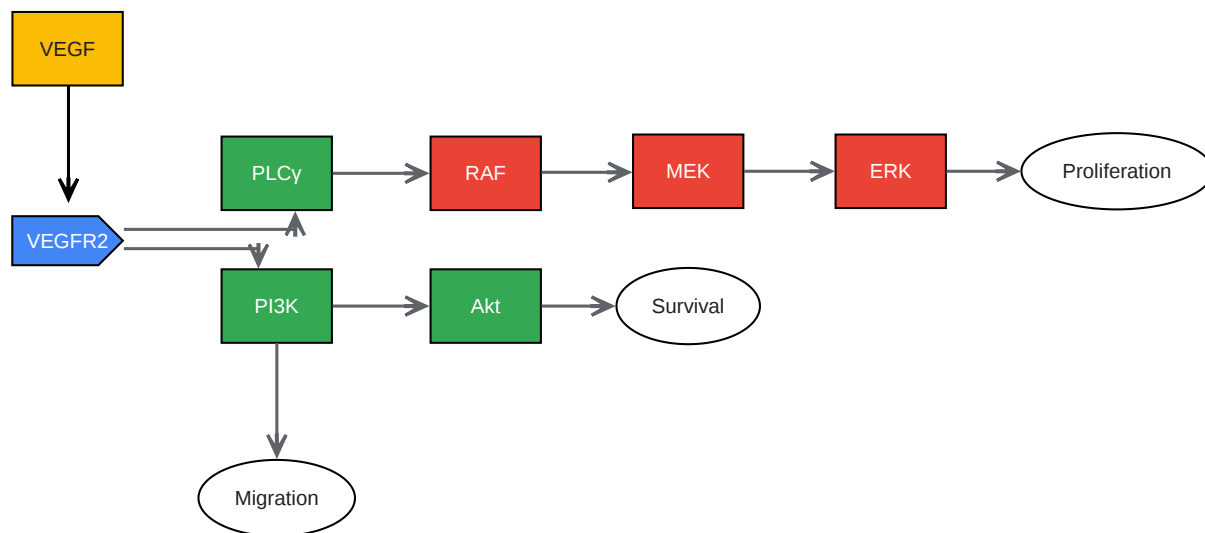 VEGF
PLCγ
RAF
MEK
ERK
Proliferation
VEGFR2
PI3K
Akt
Survival
Migration